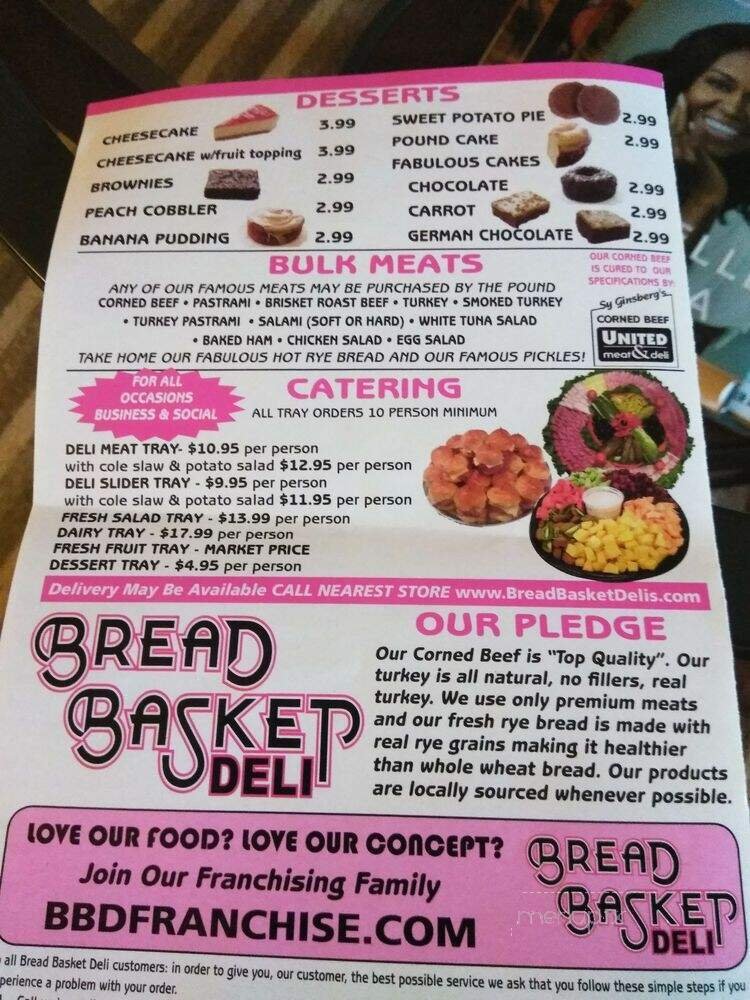 DESSERTS
CHEESECAKE 3.99
CHEESECAKE w/fruit topping 3.99
BROWNIES 2.99
PEACH COBBLER 2.99
BANANA PUDDING 2.99
SWEET POTATO PIE 2.99
POUND CAKE 2.99
FABULOUS CAKES
CHOCOLATE 2.99
CARROT 2.99
GERMAN CHOCOLATE 2.99
BULK MEATS
ANY OF OUR FAMOUS MEATS MAY BE PURCHASED BY THE POUND
CORNED BEEF • PASTRAMI • BRISKET ROAST BEEF • TURKEY • SMOKED TURKEY
• TURKEY PASTRAMI • SALAMI (SOFT OR HARD) • WHITE TUNA SALAD
• BAKED HAM • CHICKEN SALAD • EGG SALAD
TAKE HOME OUR FABULOUS HOT RYE BREAD AND OUR FAMOUS PICKLES!
OUR CORNED BEEF
IS CURED TO OUR
SPECIFICATIONS BY:
Sy Ginsberg's
CORNED BEEF
UNITED
meat & deli
FOR ALL
OCCASIONS
BUSINESS & SOCIAL
CATERING
ALL TRAY ORDERS 10 PERSON MINIMUM
DELI MEAT TRAY- $10.95 per person
with cole slaw & potato salad $12.95 per person
DELI SLIDER TRAY - $9.95 per person
with cole slaw & potato salad $11.95 per person
FRESH SALAD TRAY - $13.99 per person
DAIRY TRAY - $17.99 per person
FRESH FRUIT TRAY - MARKET PRICE
DESSERT TRAY - $4.95 per person
Delivery May Be Available CALL NEAREST STORE www.BreadBasketDelis.com
BREAD
BASKET
DELI
OUR PLEDGE
Our Corned Beef is "Top Quality". Our
turkey is all natural, no fillers, real
turkey. We use only premium meats
and our fresh rye bread is made with
real rye grains making it healthier
than whole wheat bread. Our products
are locally sourced whenever possible.
LOVE OUR FOOD? LOVE OUR CONCEPT?
Join Our Franchising Family
BBDFRANCHISE.COM
BREAD
BASKET
DELI
all Bread Basket Deli customers: in order to give you, our customer, the best possible service we ask that you follow these simple steps if you
perience a problem with your order.